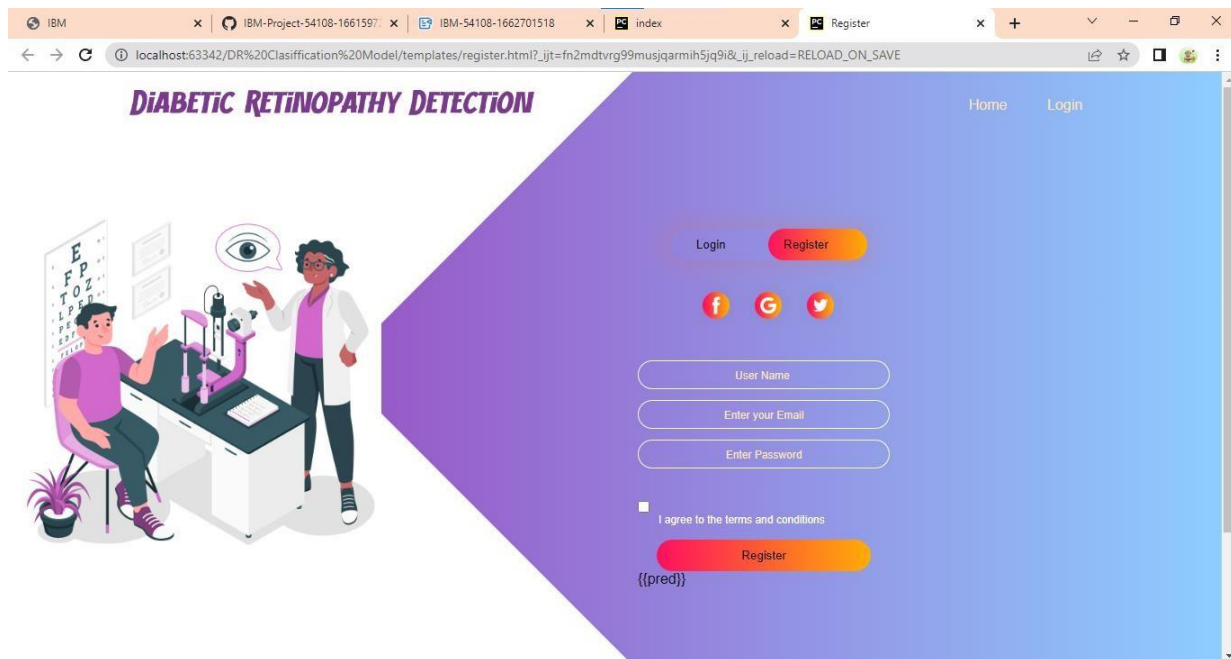 IBM
IBM-Project-54108-1661597
IBM-54108-1662701518
index
Register
localhost:63342/DR%20Clasiffication%20Model/templates/register.html?_ijt=fn2mdtvrg99musjqarmih5jq9i&_ij_reload=RELOAD_ON_SAVE
DiABETiC RETiNOPATHY DETECTiON
Home Login
E
F P
T O Z
L P E D
Login Register
User Name
Enter your Email
Enter Password
I agree to the terms and conditions
Register
{{pred}}